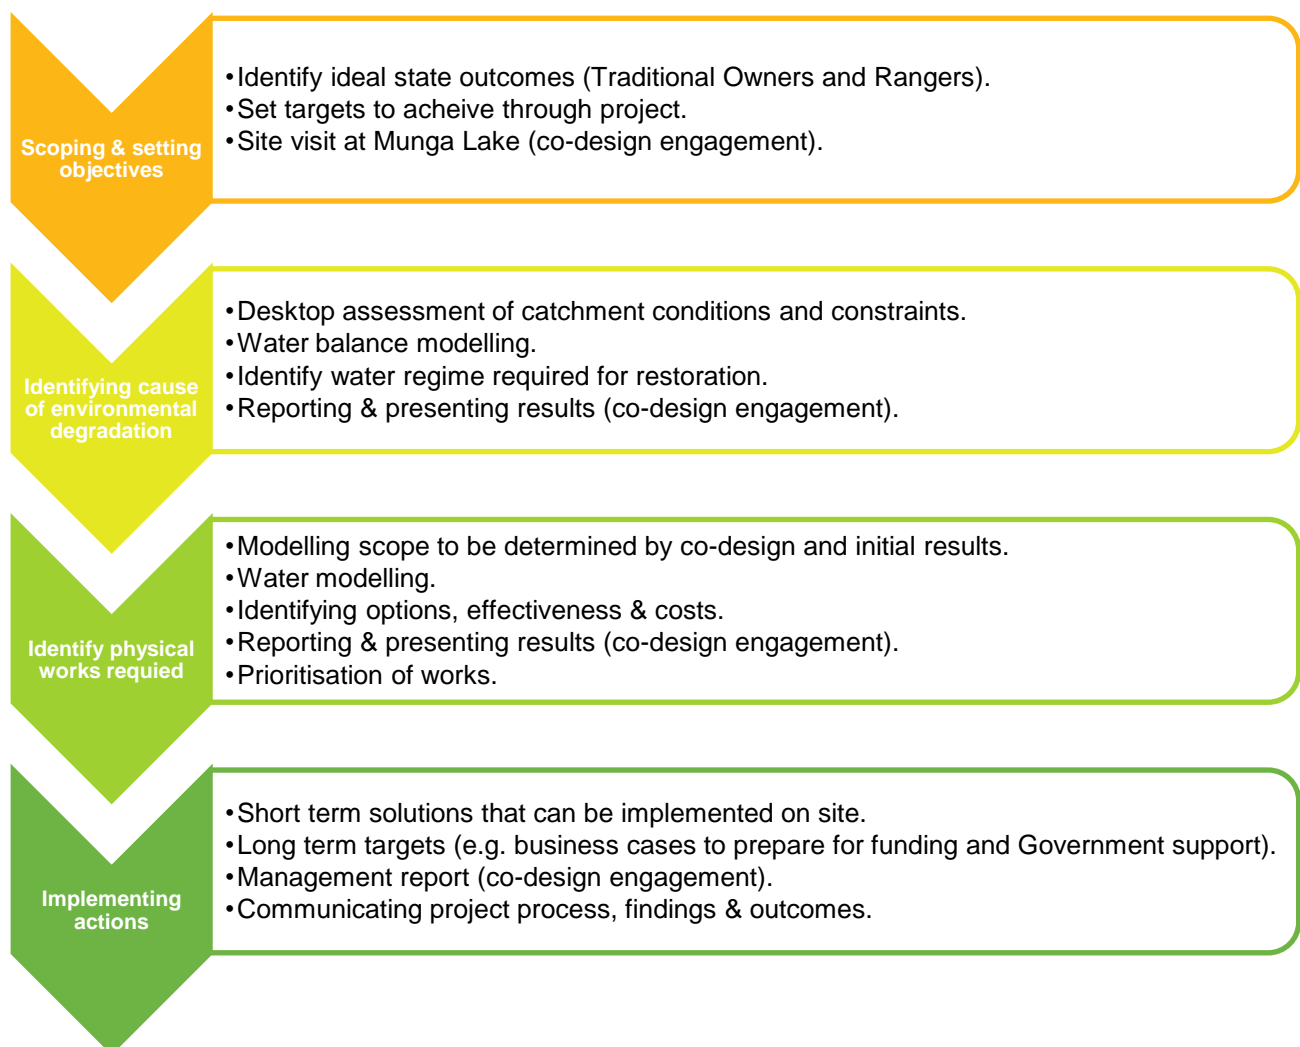 Scoping & setting
objectives
•Identify ideal state outcomes (Traditional Owners and Rangers).
•Set targets to acheive through project.
•Site visit at Munga Lake (co-design engagement).
Identifying cause
of environmental
degradation
•Desktop assessment of catchment conditions and constraints.
•Water balance modelling.
•Identify water regime required for restoration.
•Reporting & presenting results (co-design engagement).
Identify physical
works requied
•Modelling scope to be determined by co-design and initial results.
•Water modelling.
•Identifying options, effectiveness & costs.
•Reporting & presenting results (co-design engagement).
•Prioritisation of works.
Implementing
actions
•Short term solutions that can be implemented on site.
•Long term targets (e.g. business cases to prepare for funding and Government support).
•Management report (co-design engagement).
•Communicating project process, findings & outcomes.